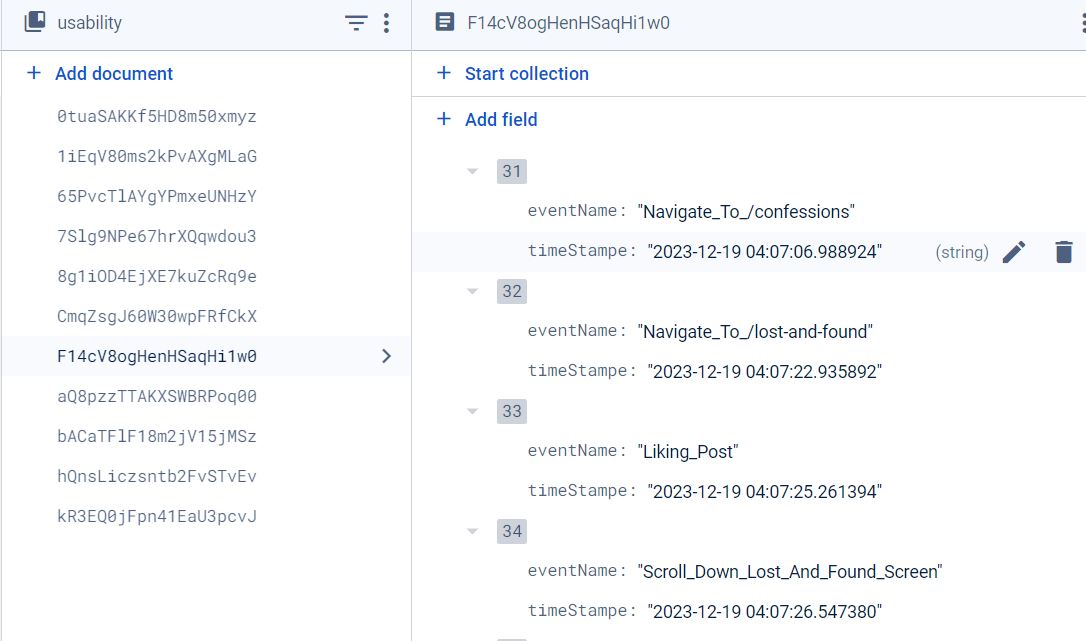 usability
F14cV8ogHenHSaqHi1w0
Add document
Start collection
0tuaSAKKf5HD8m50xmyz
1iEqV80ms2kPvAXgMLaG
65PvcTlAYgYPmxeUNHzY
7Slg9NPe67hrXQqwdou3
8g1iOD4EjXE7kuZcRq9e
CmqZsgJ60W30wpFRfCkX
F14cV8ogHenHSaqHi1w0
aQ8pzzTTAKXSWBRPoq00
bACaTFlF18m2jV15jMSz
hQnsLiczsntb2FvSTvEv
kR3EQ0jFpn41EaU3pcvJ
Add field
31
eventName: "Navigate_To_/confessions"
timeStampe: "2023-12-19 04:07:06.988924" (string)
32
eventName: "Navigate_To_/lost-and-found"
timeStampe: "2023-12-19 04:07:22.935892"
33
eventName: "Liking_Post"
timeStampe: "2023-12-19 04:07:25.261394"
34
eventName: "Scroll_Down_Lost_And_Found_Screen"
timeStampe: "2023-12-19 04:07:26.547380"